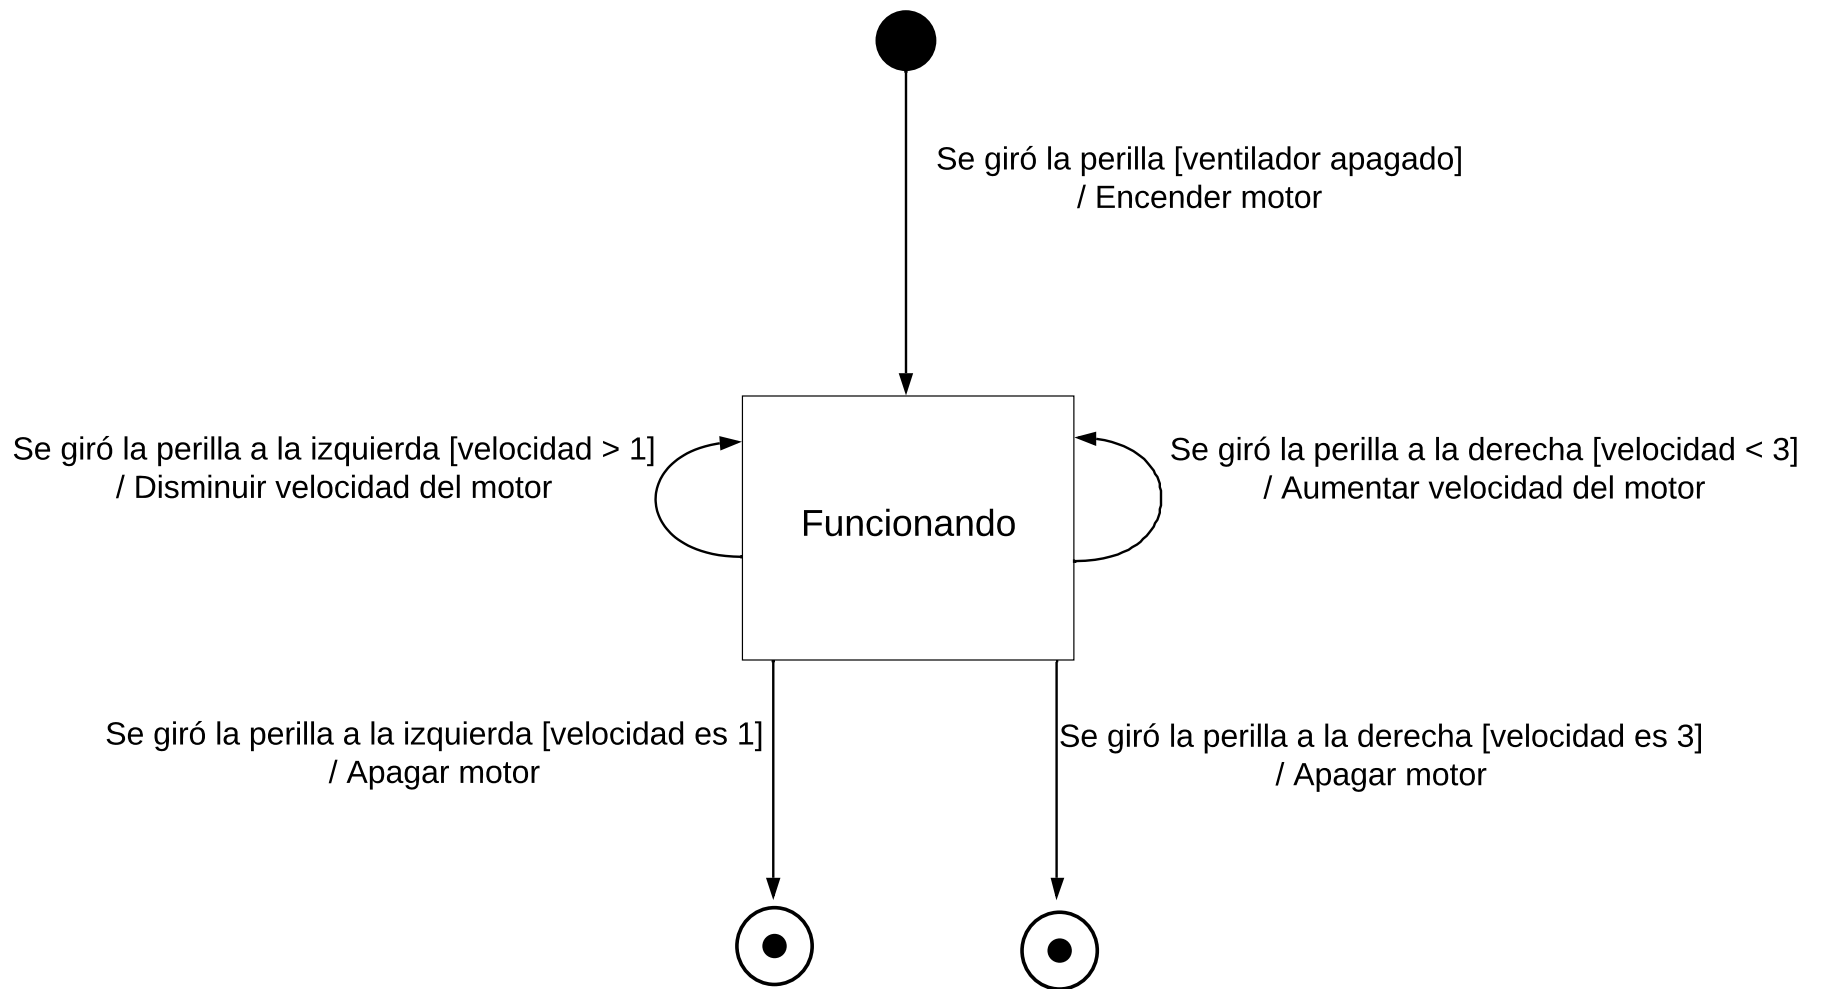 Se giró la perilla [ventilador apagado]
/ Encender motor
Se giró la perilla a la izquierda [velocidad > 1]
/ Disminuir velocidad del motor
Se giró la perilla a la derecha [velocidad < 3]
/ Aumentar velocidad del motor
Funcionando
Se giró la perilla a la izquierda [velocidad es 1]
/ Apagar motor
Se giró la perilla a la derecha [velocidad es 3]
/ Apagar motor